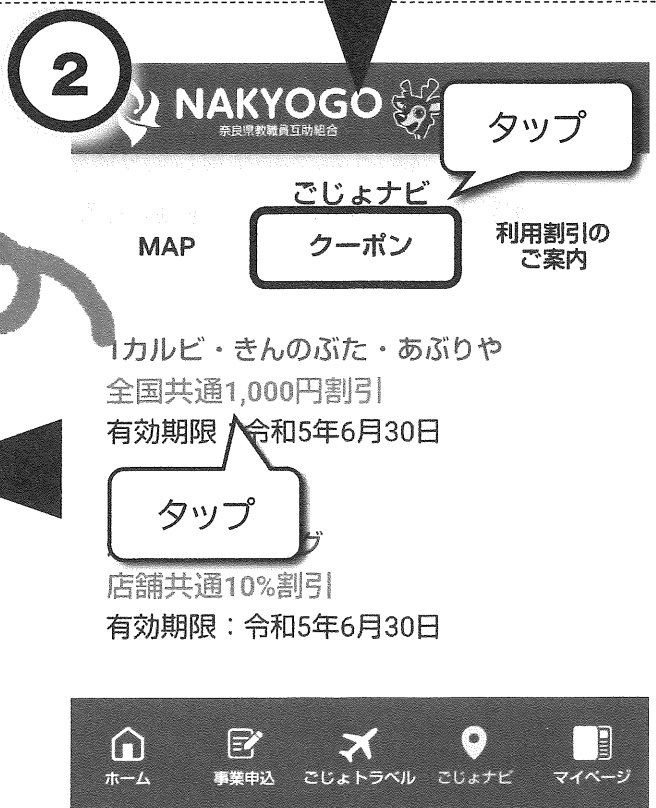 2
NAKYOGO
奈良県教職員互助組合
タップ
ごじょナビ
MAP
クーポン
利用割引の
ご案内
1カルビ・きんのぶた・あぶりや
全国共通1,000円割引
有効期限：令和5年6月30日
タップ
グ
店舗共通10%割引
有効期限：令和5年6月30日
ホーム
事業申込
ごじょトラベル
ごじょナビ
マイページ